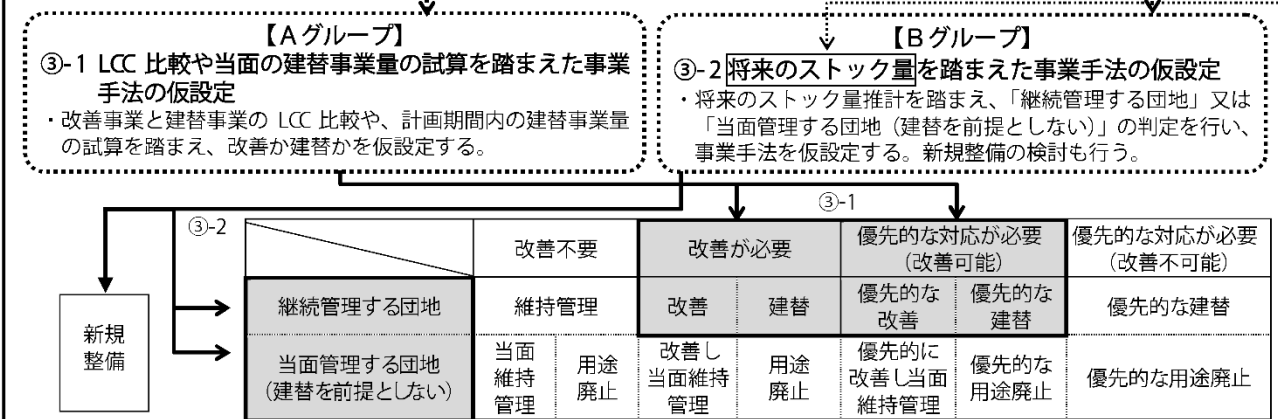 【Aグループ】
③-1 LCC 比較や当面の建替事業量の試算を踏まえた事業
手法の仮設定
・改善事業と建替事業の LCC 比較や、計画期間内の建替事業量
の試算を踏まえ、改善か建替かを仮設定する。
【Bグループ】
③-2 将来のストック量を踏まえた事業手法の仮設定
・将来のストック量推計を踏まえ、「継続管理する団地」又は
「当面管理する団地（建替を前提としない）」の判定を行い、
事業手法を仮設定する。新規整備の検討も行う。
③-1
③-2
新規
整備
改善不要
改善が必要
優先的な対応が必要
（改善可能）
優先的な対応が必要
（改善不可能）
継続管理する団地
維持管理
改善
建替
優先的な
改善
優先的な
建替
優先的な建替
当面管理する団地
（建替を前提としない）
当面
維持
管理
用途
廃止
改善し
当面維持
管理
用途
廃止
優先的に
改善し当面
維持管理
優先的な
用途廃止
優先的な用途廃止